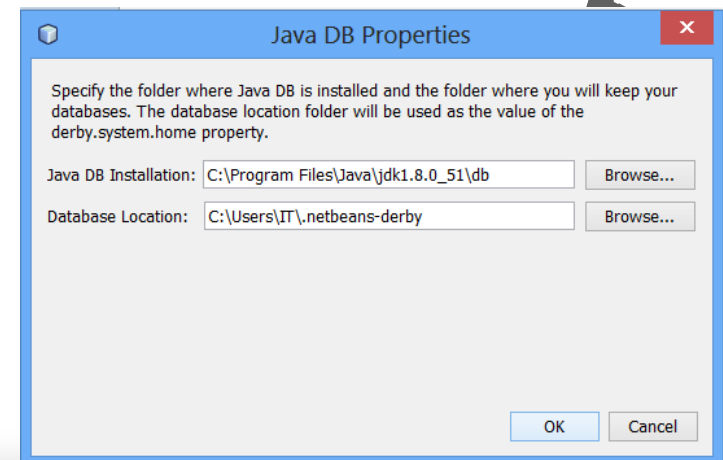 Java DB Properties
x
Specify the folder where Java DB is installed and the folder where you will keep your
databases. The database location folder will be used as the value of the
derby.system.home property.
Java DB Installation: C:\Program Files\Java\jdk1.8.0_51\db Browse...
Database Location: C:\Users\IT\.netbeans-derby Browse...
OK Cancel